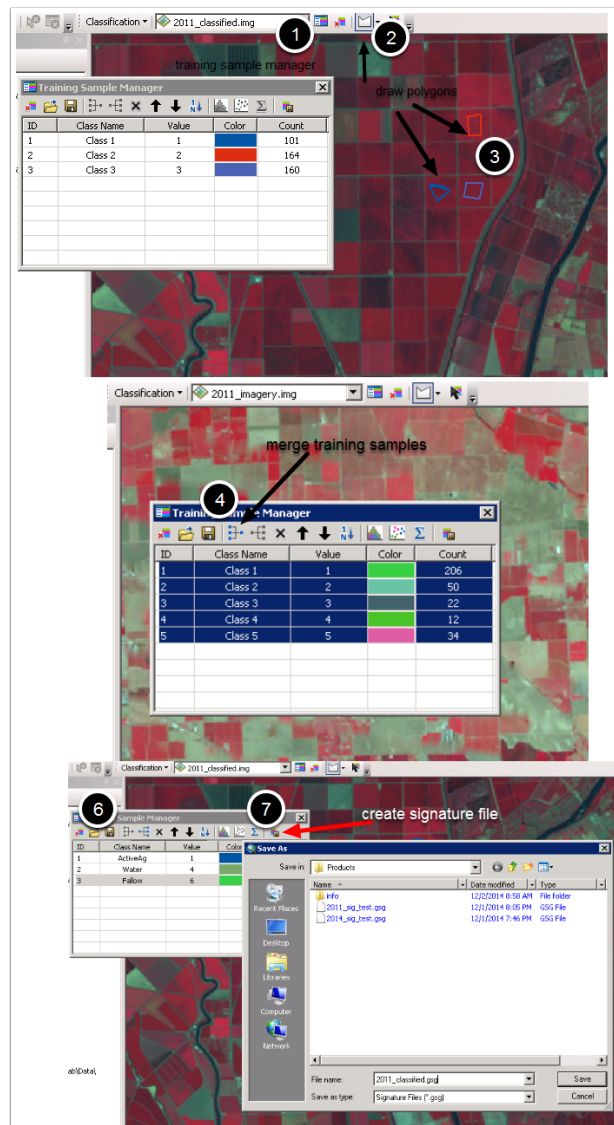 Classification ▾ 2011_classified.img
1
2
training sample manager
draw polygons
Training Sample Manager
ID Class Name Value Color Count
1 Class 1 1 101
2 Class 2 2 164
3 Class 3 3 160
3
Classification ▾ 2011_imagery.img
merge training samples
4
Training Sample Manager
ID Class Name Value Color Count
1 Class 1 1 206
2 Class 2 2 50
3 Class 3 3 22
4 Class 4 4 12
5 Class 5 5 34
Classification ▾ 2011_classified.img
6
7
create signature file
Sample Manager
ID Class Name Value Color
1 ActiveAg 1
2 Water 4
3 Fallow 6
Save As
Save in: Products
Name Date modified Type
info 12/2/2014 8:58 AM File folder
2011_sig_test.gsg 12/1/2014 8:05 PM GSG File
2014_sig_test.gsg 12/1/2014 7:46 PM GSG File
Recent Places
Desktop
Libraries
Computer
Network
File name: 2011_classified.gsg Save
Save as type: Signature Files (*.gsg) Cancel
ab\Data\